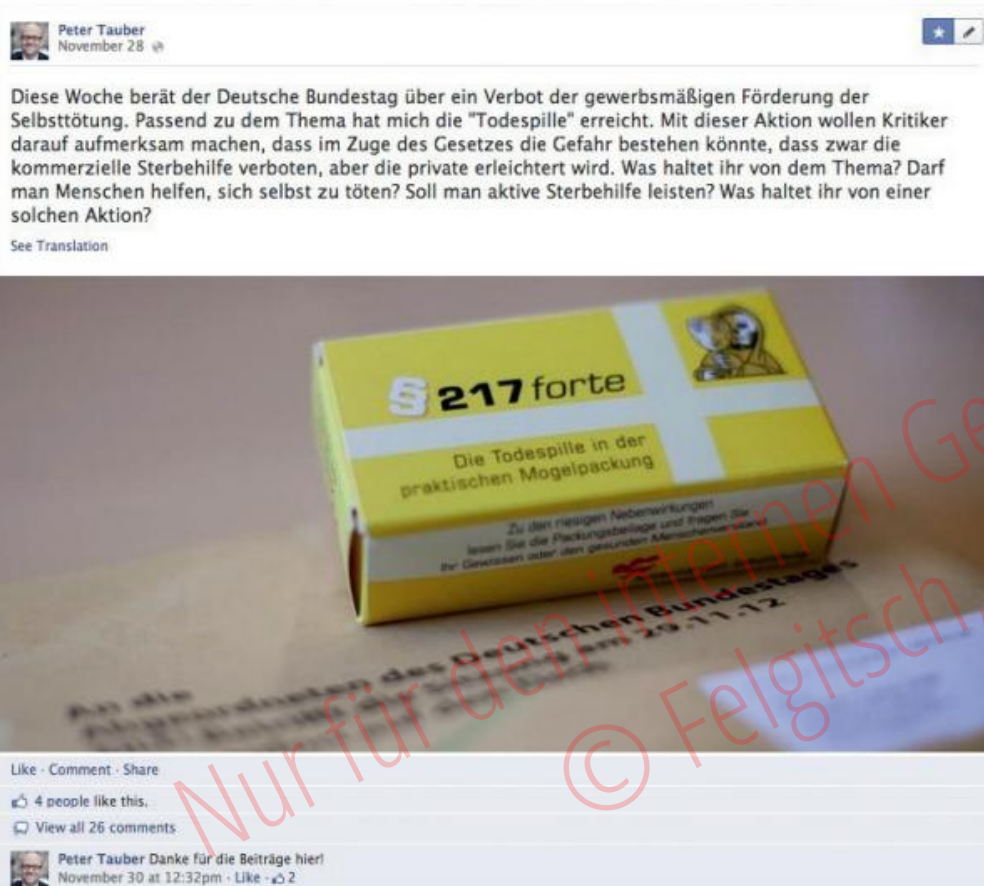 Peter Tauber
November 28
Diese Woche berät der Deutsche Bundestag über ein Verbot der gewerbsmäßigen Förderung der
Selbsttötung. Passend zu dem Thema hat mich die "Todespille" erreicht. Mit dieser Aktion wollen Kritiker
darauf aufmerksam machen, dass im Zuge des Gesetzes die Gefahr bestehen könnte, dass zwar die
kommerzielle Sterbehilfe verboten, aber die private erleichtert wird. Was haltet ihr von dem Thema? Darf
man Menschen helfen, sich selbst zu töten? Soll man aktive Sterbehilfe leisten? Was haltet ihr von einer
solchen Aktion?
See Translation
§ 217 forte
Die Todespille in der
praktischen Mogelpackung
Zu den riesigen Nebenwirkungen
lesen Sie die Packungsbeilage und fragen Sie
Ihr Gewissen oder den gesunden Menschenverstand
An die
Abgeordneten des Deutschen Bundestages
am 29.11.12
Nur für den internen Ge
© Felgitsch
Like · Comment · Share
4 people like this.
View all 26 comments
Peter Tauber Danke für die Beiträge hier!
November 30 at 12:32pm · Like · 2